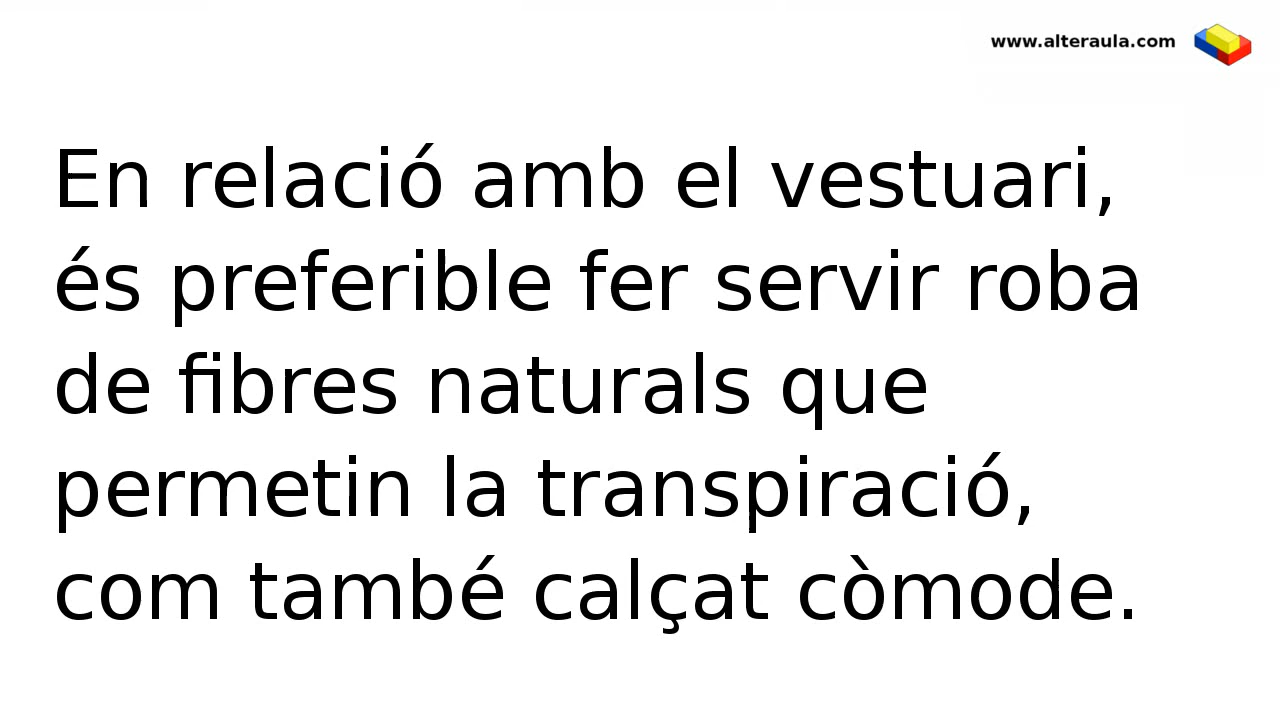 www.alteraula.com
En relació amb el vestuari,
és preferible fer servir roba
de fibres naturals que
permetin la transpiració,
com també calçat còmode.